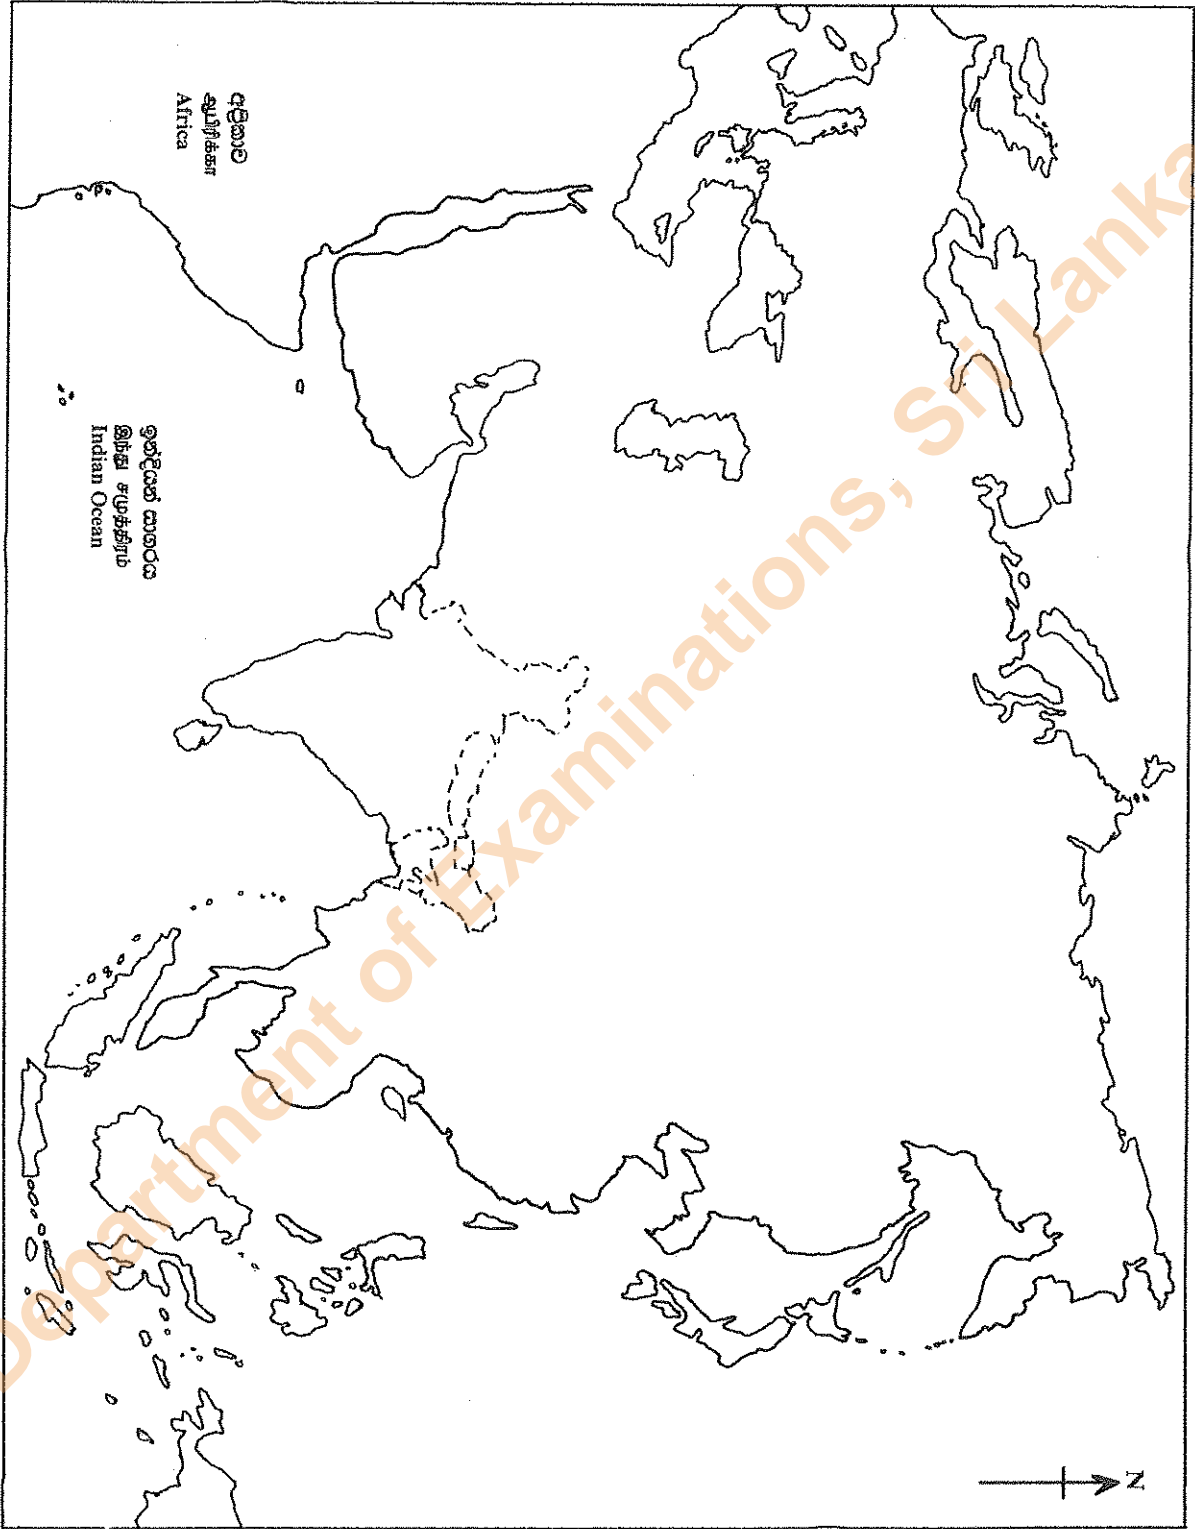 අප්‍රිකාව
ஆபிரிக்கா
Africa
ඉන්දියන් සාගරය
இந்து சமுத்திரம்
Indian Ocean
N
Department of Examinations, Sri Lanka